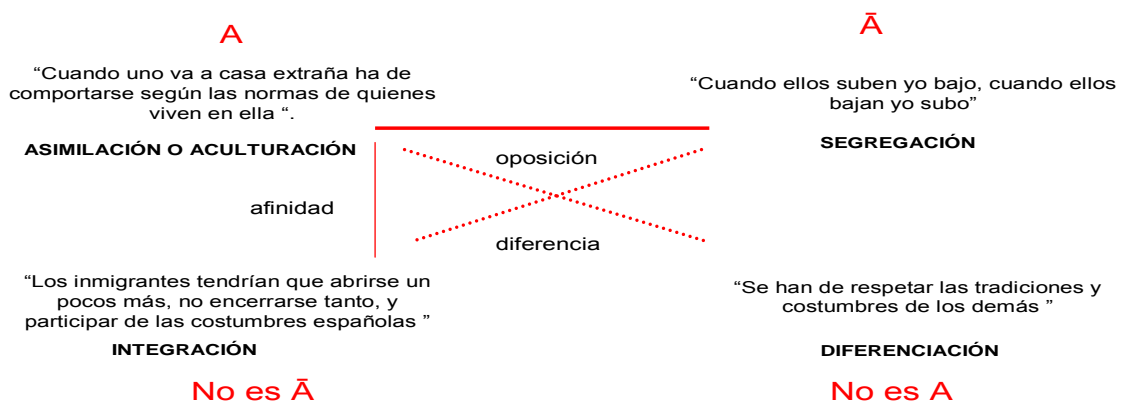 A
Ā
“Cuando uno va a casa extraña ha de
comportarse según las normas de quienes
viven en ella “.
“Cuando ellos suben yo bajo, cuando ellos
bajan yo subo”
ASIMILACIÓN O ACULTURACIÓN
SEGREGACIÓN
oposición
afinidad
diferencia
“Los inmigrantes tendrían que abrirse un
pocos más, no encerrarse tanto, y
participar de las costumbres españolas ”
“Se han de respetar las tradiciones y
costumbres de los demás ”
INTEGRACIÓN
DIFERENCIACIÓN
No es Ā
No es A